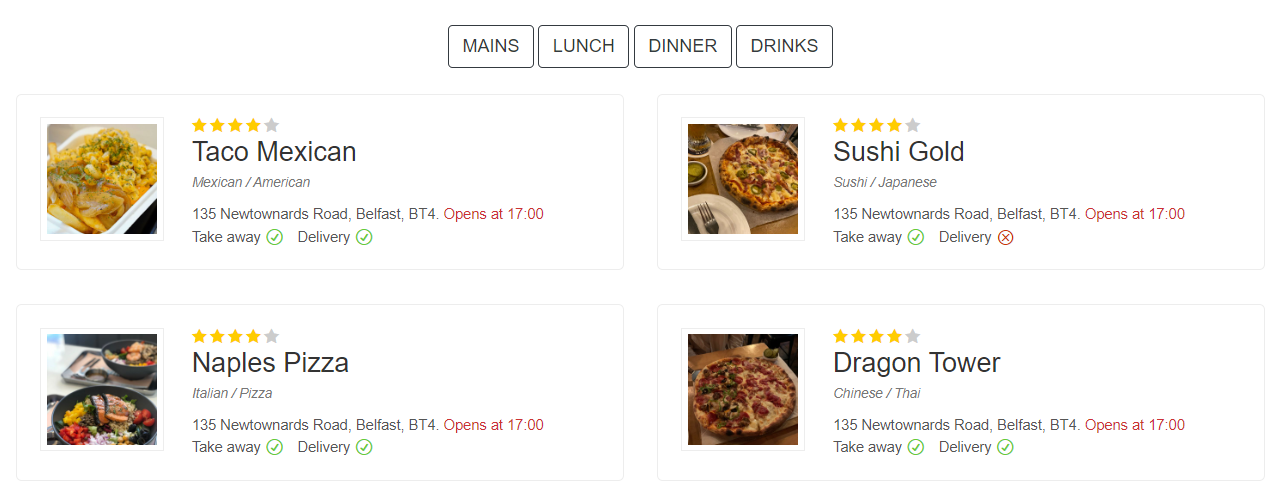 MAINS LUNCH DINNER DRINKS
Taco Mexican
Mexican / American
135 Newtownards Road, Belfast, BT4. Opens at 17:00
Take away Delivery
Sushi Gold
Sushi / Japanese
135 Newtownards Road, Belfast, BT4. Opens at 17:00
Take away Delivery
Naples Pizza
Italian / Pizza
135 Newtownards Road, Belfast, BT4. Opens at 17:00
Take away Delivery
Dragon Tower
Chinese / Thai
135 Newtownards Road, Belfast, BT4. Opens at 17:00
Take away Delivery